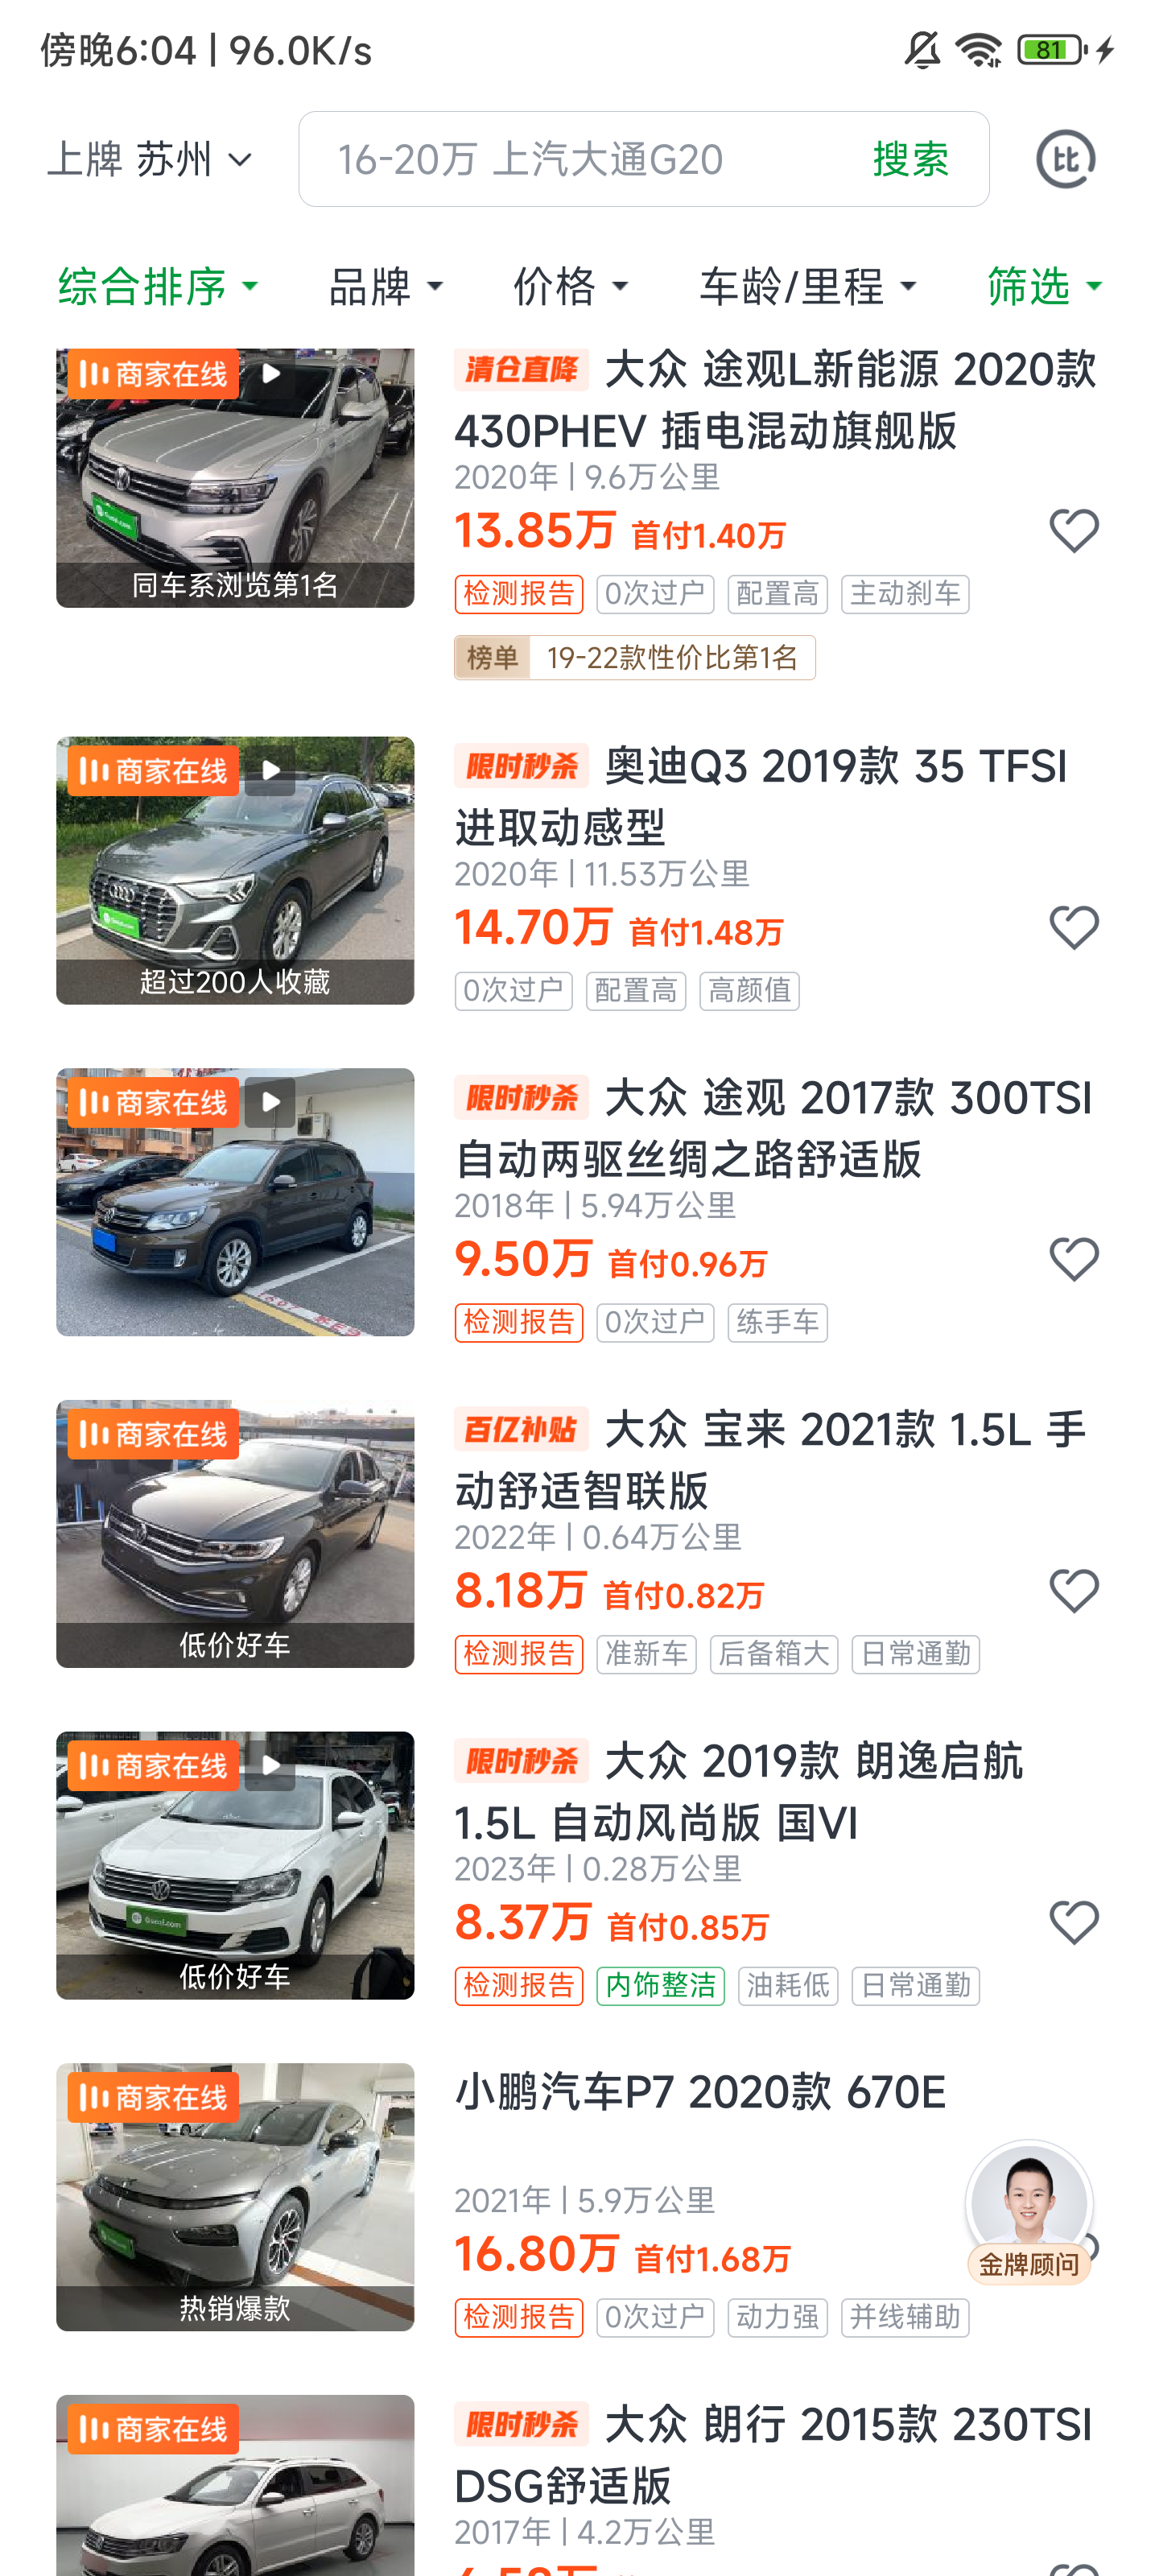 傍晚6:04 | 96.0K/s
81
上牌 苏州
16-20万 上汽大通G20
搜索
比
综合排序
品牌
价格
车龄/里程
筛选
商家在线
同车系浏览第1名
清仓直降 大众 途观L新能源 2020款
430PHEV 插电混动旗舰版
2020年 | 9.6万公里
13.85万 首付1.40万
检测报告 0次过户 配置高 主动刹车
榜单 19-22款性价比第1名
商家在线
超过200人收藏
限时秒杀 奥迪Q3 2019款 35 TFSI
进取动感型
2020年 | 11.53万公里
14.70万 首付1.48万
0次过户 配置高 高颜值
商家在线
限时秒杀 大众 途观 2017款 300TSI
自动两驱丝绸之路舒适版
2018年 | 5.94万公里
9.50万 首付0.96万
检测报告 0次过户 练手车
商家在线
低价好车
百亿补贴 大众 宝来 2021款 1.5L 手
动舒适智联版
2022年 | 0.64万公里
8.18万 首付0.82万
检测报告 准新车 后备箱大 日常通勤
商家在线
低价好车
限时秒杀 大众 2019款 朗逸启航
1.5L 自动风尚版 国VI
2023年 | 0.28万公里
8.37万 首付0.85万
检测报告 内饰整洁 油耗低 日常通勤
商家在线
热销爆款
小鹏汽车P7 2020款 670E
2021年 | 5.9万公里
16.80万 首付1.68万
检测报告 0次过户 动力强 并线辅助
金牌顾问
商家在线
限时秒杀 大众 朗行 2015款 230TSI
DSG舒适版
2017年 | 4.2万公里